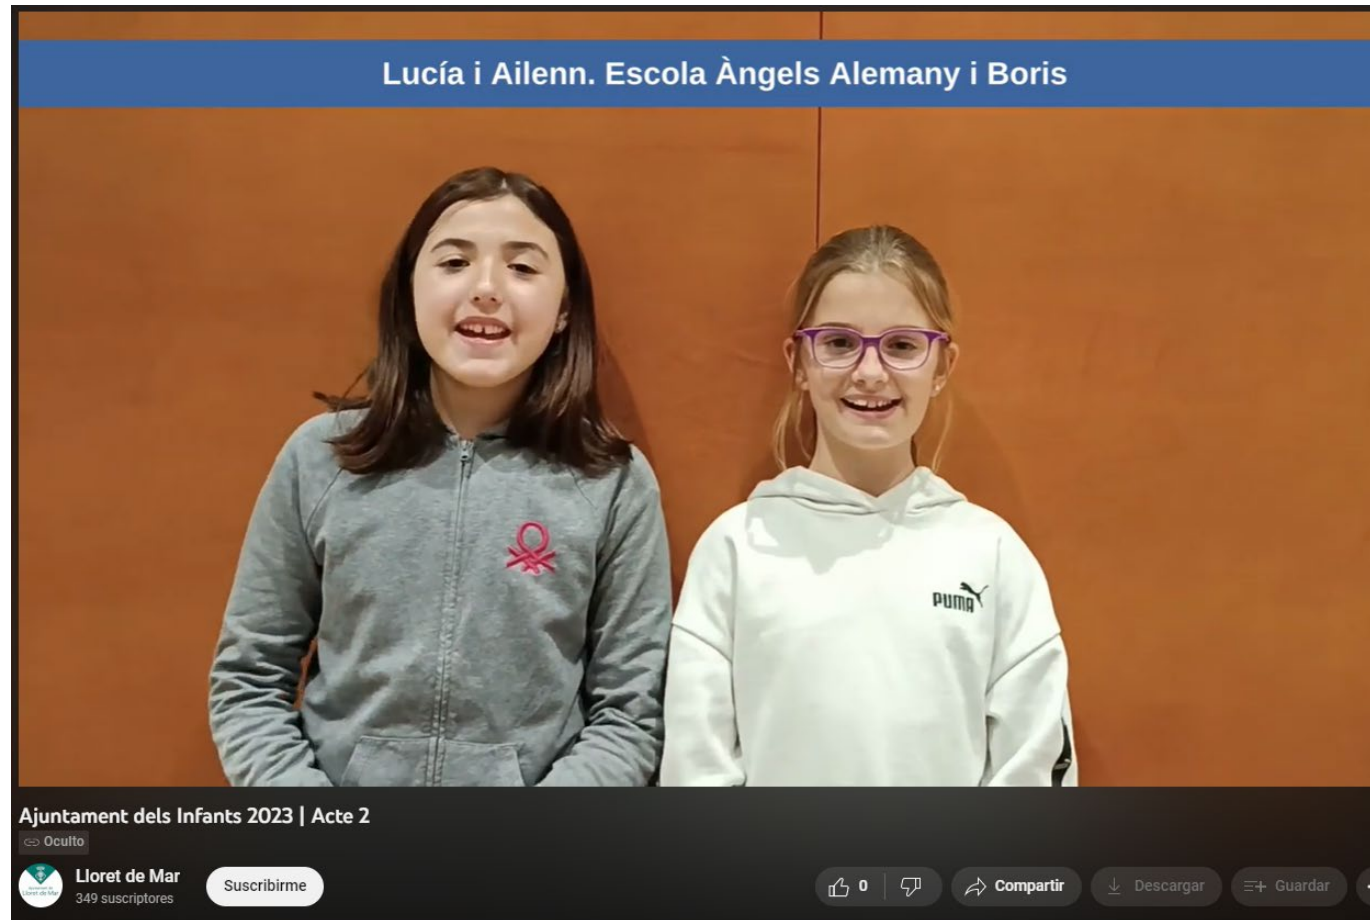 Lucía i Ailenn. Escola Àngels Alemany i Boris
PUMA
Ajuntament dels Infants 2023 | Acte 2
Oculto
Lloret de Mar
349 suscriptores
Suscribirme
0
Compartir
Descargar
Guardar